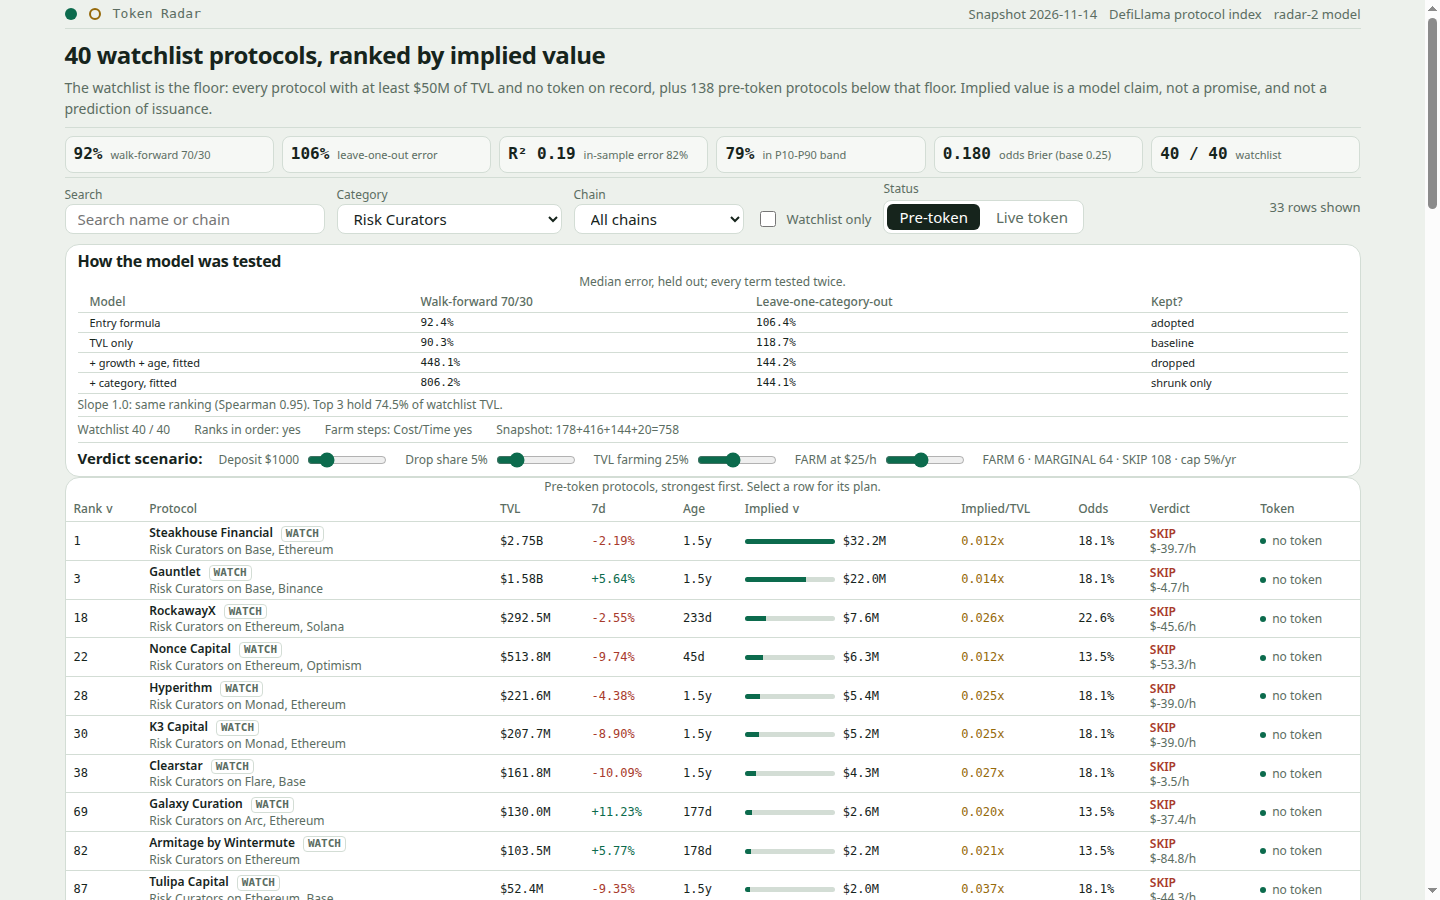 Token Radar
Snapshot 2026-11-14 DefiLlama protocol index radar-2 model
40 watchlist protocols, ranked by implied value
The watchlist is the floor: every protocol with at least $50M of TVL and no token on record, plus 138 pre-token protocols below that floor. Implied value is a model claim, not a promise, and not a
prediction of issuance.
92% walk-forward 70/30
106% leave-one-out error
R² 0.19 in-sample error 82%
79% in P10-P90 band
0.180 odds Brier (base 0.25)
40 / 40 watchlist
Search
Search name or chain
Category
Risk Curators
Chain
All chains
Watchlist only
Status
Pre-token Live token
33 rows shown
How the model was tested
Median error, held out; every term tested twice.
Model Walk-forward 70/30 Leave-one-category-out Kept?
Entry formula 92.4% 106.4% adopted
TVL only 90.3% 118.7% baseline
+ growth + age, fitted 448.1% 144.2% dropped
+ category, fitted 806.2% 144.1% shrunk only
Slope 1.0: same ranking (Spearman 0.95). Top 3 hold 74.5% of watchlist TVL.
Watchlist 40 / 40 Ranks in order: yes Farm steps: Cost/Time yes Snapshot: 178+416+144+20=758
Verdict scenario: Deposit $1000 Drop share 5% TVL farming 25% FARM at $25/h FARM 6 · MARGINAL 64 · SKIP 108 · cap 5%/yr
Pre-token protocols, strongest first. Select a row for its plan.
Rank v Protocol TVL 7d Age Implied v Implied/TVL Odds Verdict Token
1 Steakhouse Financial WATCH $2.75B -2.19% 1.5y $32.2M 0.012x 18.1% SKIP no token
Risk Curators on Base, Ethereum $-39.7/h
3 Gauntlet WATCH $1.58B +5.64% 1.5y $22.0M 0.014x 18.1% SKIP no token
Risk Curators on Base, Binance $-4.7/h
18 RockawayX WATCH $292.5M -2.55% 233d $7.6M 0.026x 22.6% SKIP no token
Risk Curators on Ethereum, Solana $-45.6/h
22 Nonce Capital WATCH $513.8M -9.74% 45d $6.3M 0.012x 13.5% SKIP no token
Risk Curators on Ethereum, Optimism $-53.3/h
28 Hyperithm WATCH $221.6M -4.38% 1.5y $5.4M 0.025x 18.1% SKIP no token
Risk Curators on Monad, Ethereum $-39.0/h
30 K3 Capital WATCH $207.7M -8.90% 1.5y $5.2M 0.025x 18.1% SKIP no token
Risk Curators on Monad, Ethereum $-39.0/h
38 Clearstar WATCH $161.8M -10.09% 1.5y $4.3M 0.027x 18.1% SKIP no token
Risk Curators on Flare, Base $-3.5/h
69 Galaxy Curation WATCH $130.0M +11.23% 177d $2.6M 0.020x 13.5% SKIP no token
Risk Curators on Arc, Ethereum $-37.4/h
82 Armitage by Wintermute WATCH $103.5M +5.77% 178d $2.2M 0.021x 13.5% SKIP no token
Risk Curators on Ethereum $-84.8/h
87 Tulipa Capital WATCH $52.4M -9.35% 1.5y $2.0M 0.037x 18.1% SKIP no token
Risk Curators on Ethereum, Base $-44.3/h